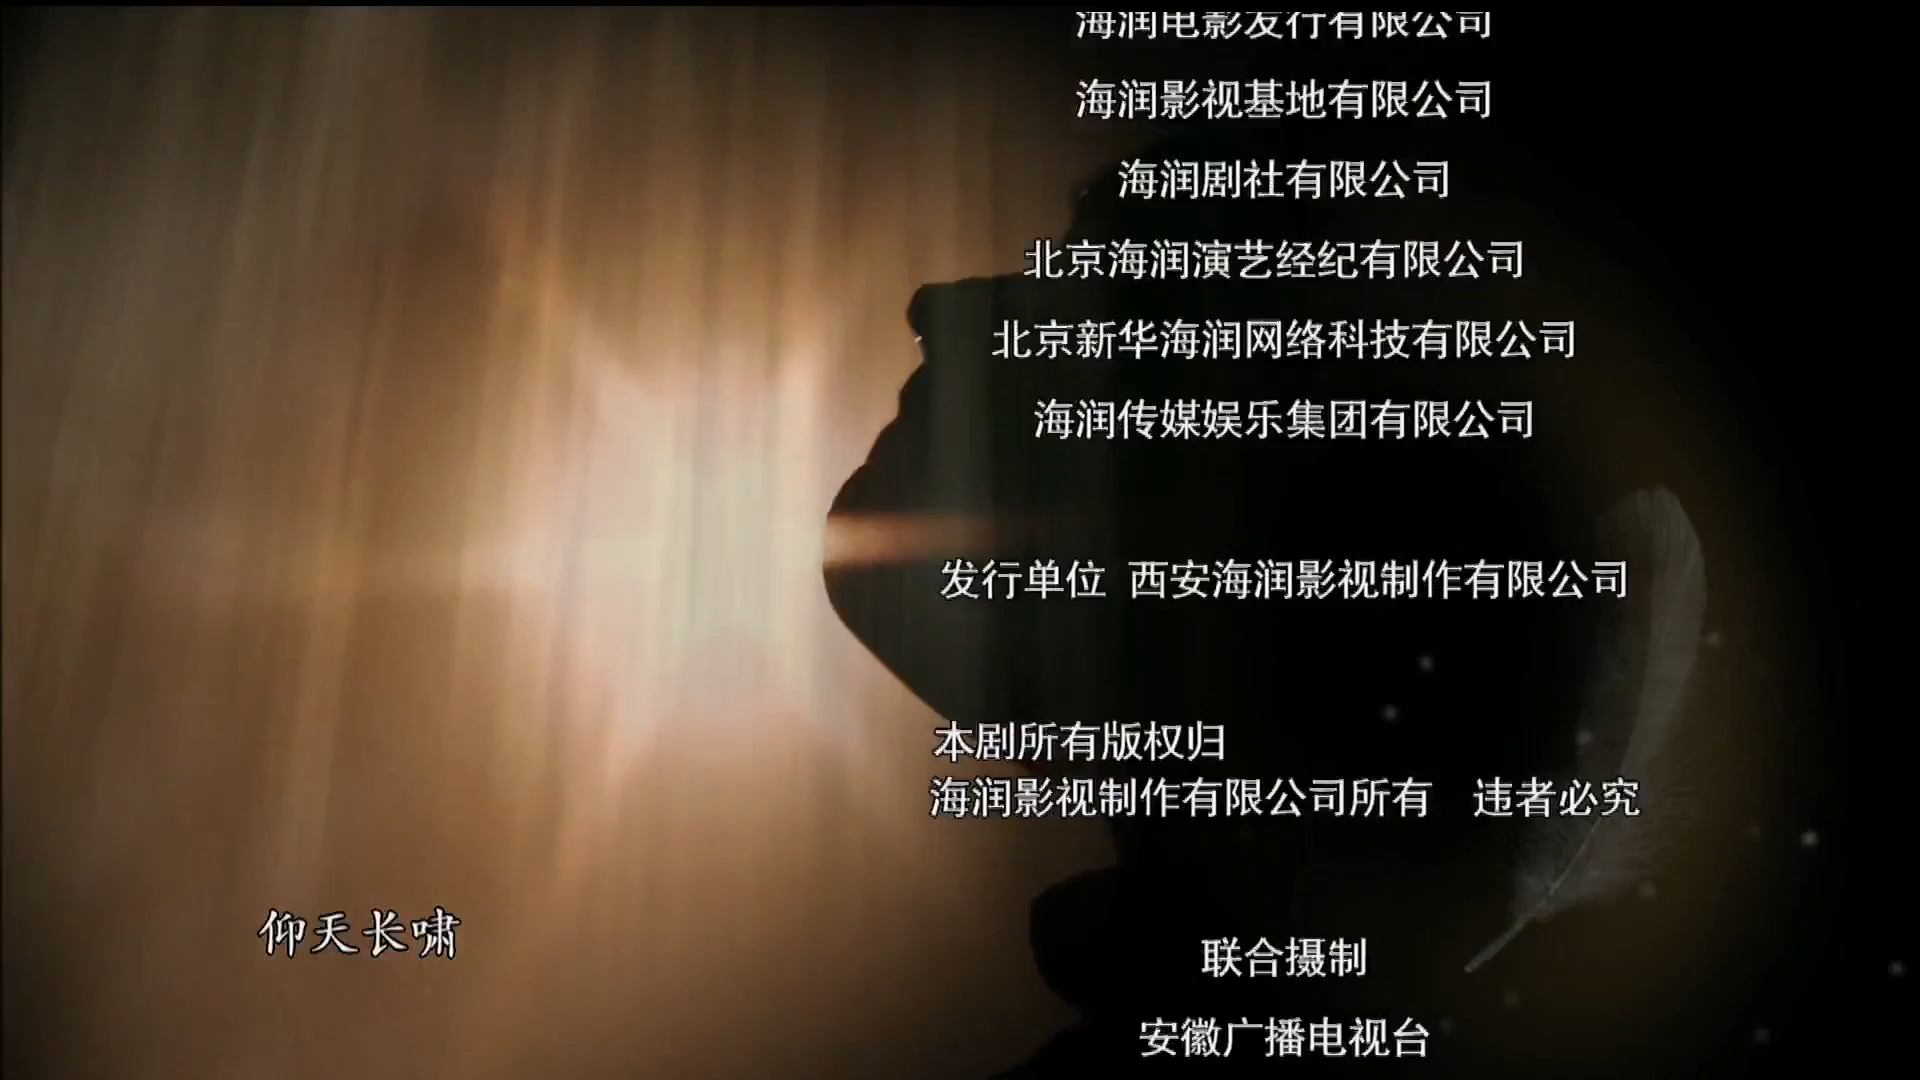 海润电影发行有限公司
海润影视基地有限公司
海润剧社有限公司
北京海润演艺经纪有限公司
北京新华海润网络科技有限公司
海润传媒娱乐集团有限公司
发行单位 西安海润影视制作有限公司
本剧所有版权归
海润影视制作有限公司所有 违者必究
仰天长啸
联合摄制
安徽广播电视台